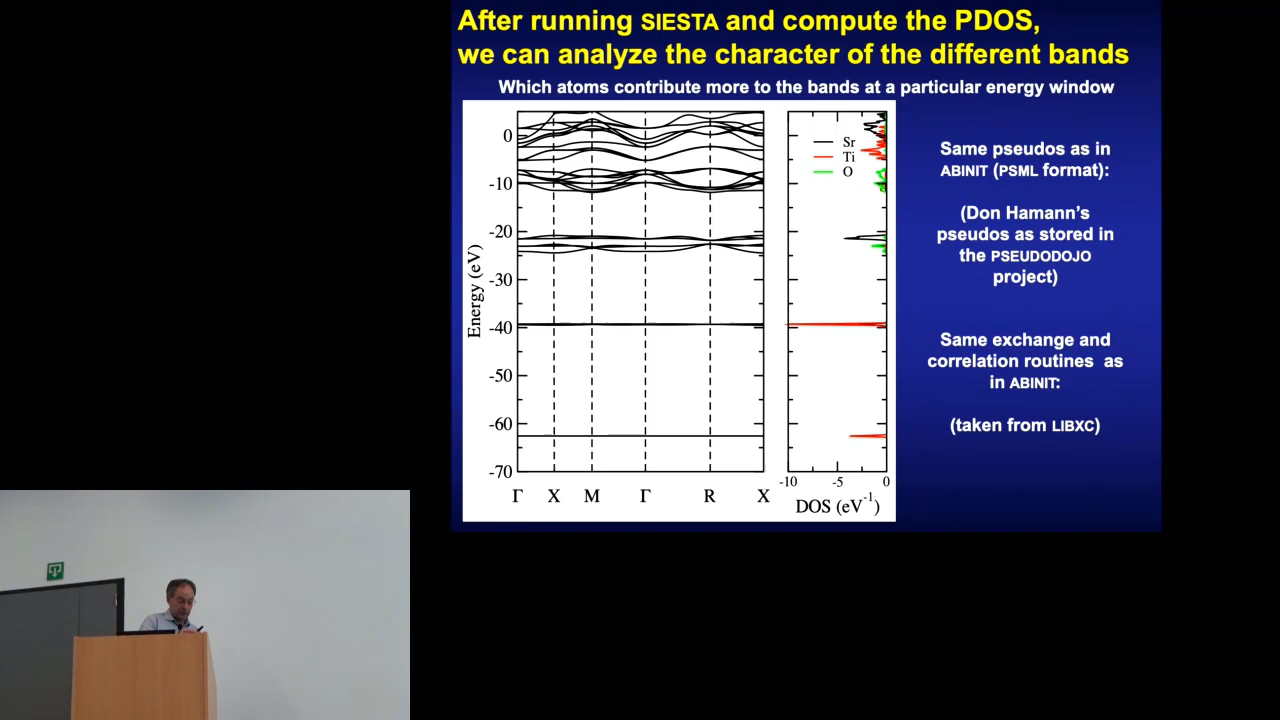 After running SIESTA and compute the PDOS,
we can analyze the character of the different bands
Which atoms contribute more to the bands at a particular energy window
Energy (eV)
0
-10
-20
-30
-40
-50
-60
-70
Γ X M Γ R X
Sr
Ti
O
-10 -5 0
DOS (eV⁻¹)
Same pseudos as in
ABINIT (PSML format):
(Don Hamann's
pseudos as stored in
the PSEUDODOJO
project)
Same exchange and
correlation routines as
in ABINIT:
(taken from LIBXC)